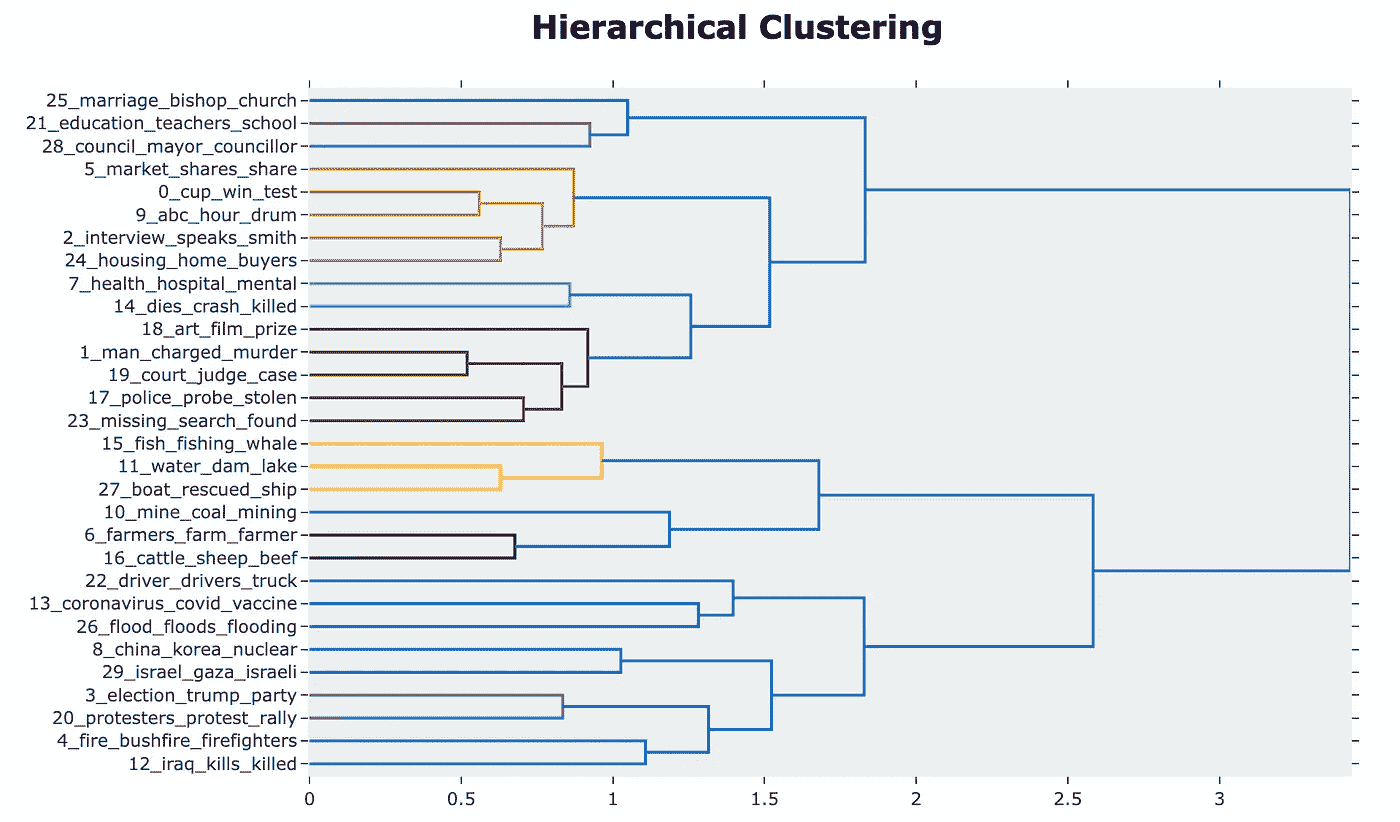 Hierarchical Clustering
25_marriage_bishop_church
21_education_teachers_school
28_council_mayor_councillor
5_market_shares_share
0_cup_win_test
9_abc_hour_drum
2_interview_speaks_smith
24_housing_home_buyers
7_health_hospital_mental
14_dies_crash_killed
18_art_film_prize
1_man_charged_murder
19_court_judge_case
17_police_probe_stolen
23_missing_search_found
15_fish_fishing_whale
11_water_dam_lake
27_boat_rescued_ship
10_mine_coal_mining
6_farmers_farm_farmer
16_cattle_sheep_beef
22_driver_drivers_truck
13_coronavirus_covid_vaccine
26_flood_floods_flooding
8_china_korea_nuclear
29_israel_gaza_israeli
3_election_trump_party
20_protesters_protest_rally
4_fire_bushfire_firefighters
12_iraq_kills_killed
0 0.5 1 1.5 2 2.5 3